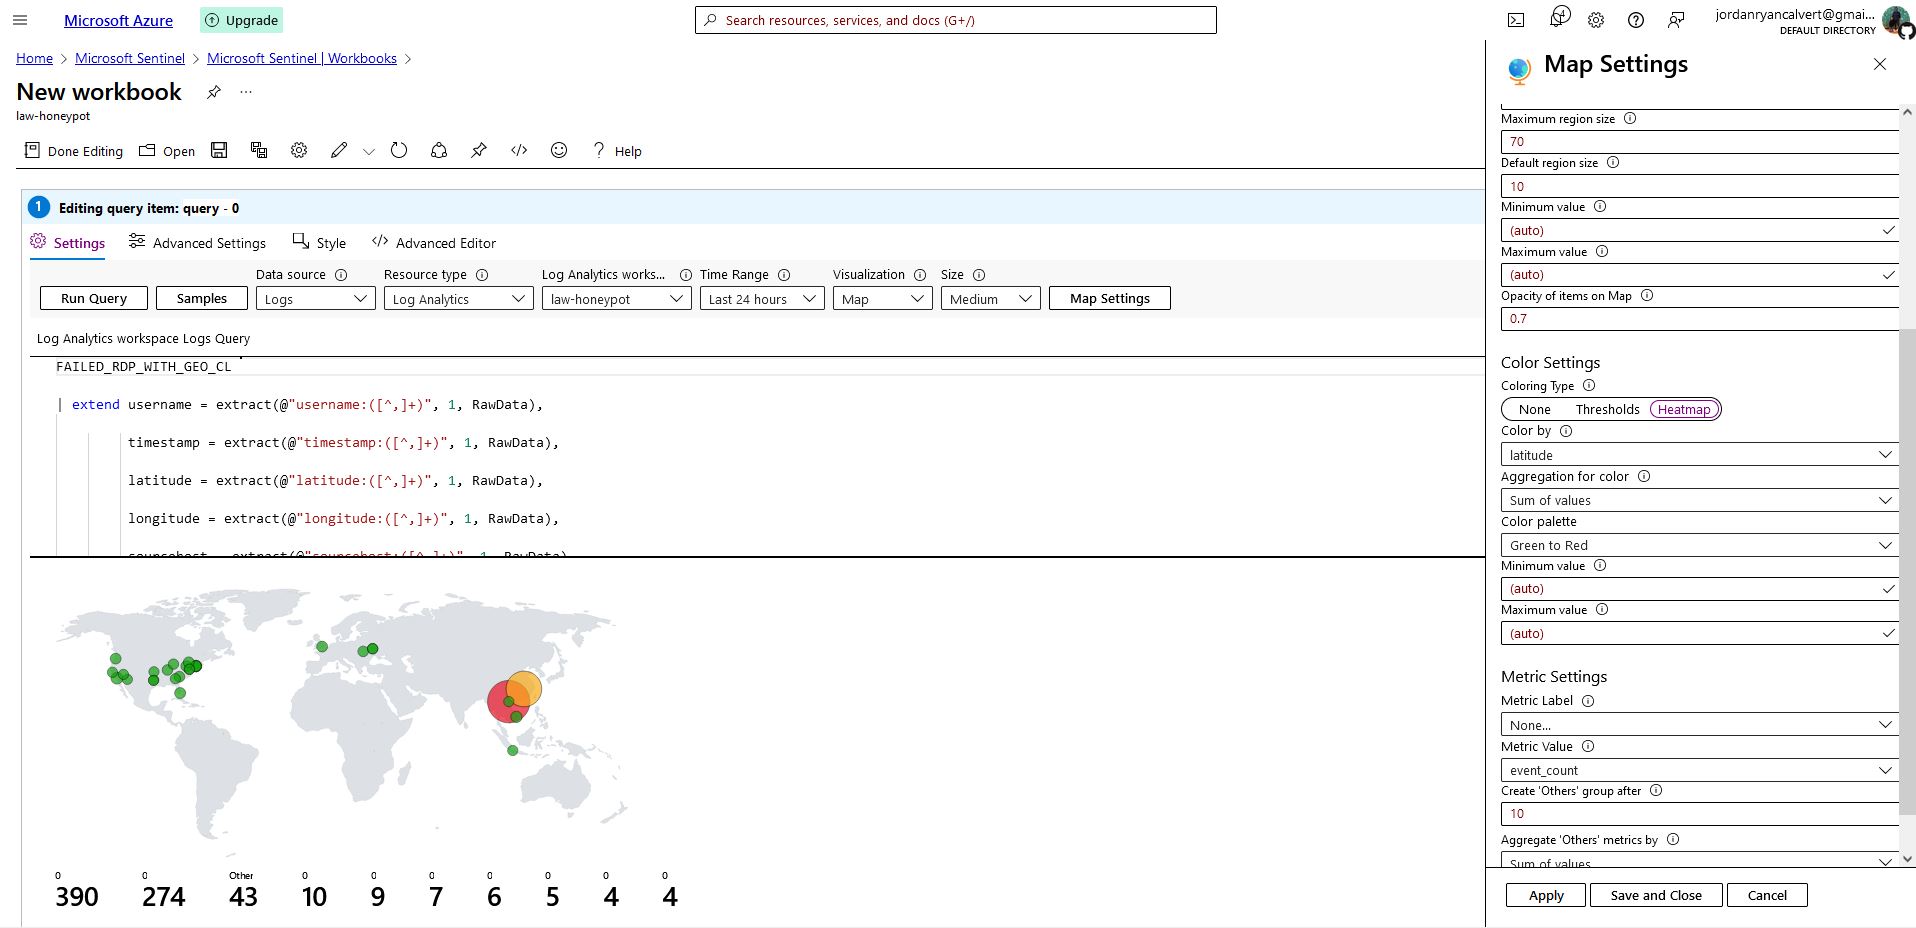 Microsoft Azure
Upgrade
Search resources, services, and docs (G+/)
4
jordanryancalvert@gmai...
DEFAULT DIRECTORY
Home > Microsoft Sentinel > Microsoft Sentinel | Workbooks >
New workbook
...
law-honeypot
Done Editing
Open
Help
1 Editing query item: query - 0
Settings
Advanced Settings
Style
Advanced Editor
Data source
Resource type
Log Analytics works...
Time Range
Visualization
Size
Run Query
Samples
Logs
Log Analytics
law-honeypot
Last 24 hours
Map
Medium
Map Settings
Log Analytics workspace Logs Query
FAILED_RDP_WITH_GEO_CL
| extend username = extract(@"username:([^,]+)", 1, RawData),
timestamp = extract(@"timestamp:([^,]+)", 1, RawData),
latitude = extract(@"latitude:([^,]+)", 1, RawData),
longitude = extract(@"longitude:([^,]+)", 1, RawData),
sourcehost = extract(@"sourcehost:([^,]+)", 1, RawData),
0 0 Other 0 0 0 0 0 0 0
390 274 43 10 9 7 6 5 4 4
Map Settings
Maximum region size
70
Default region size
10
Minimum value
(auto)
Maximum value
(auto)
Opacity of items on Map
0.7
Color Settings
Coloring Type
None Thresholds Heatmap
Color by
latitude
Aggregation for color
Sum of values
Color palette
Green to Red
Minimum value
(auto)
Maximum value
(auto)
Metric Settings
Metric Label
None...
Metric Value
event_count
Create 'Others' group after
10
Aggregate 'Others' metrics by
Sum of values
Apply
Save and Close
Cancel